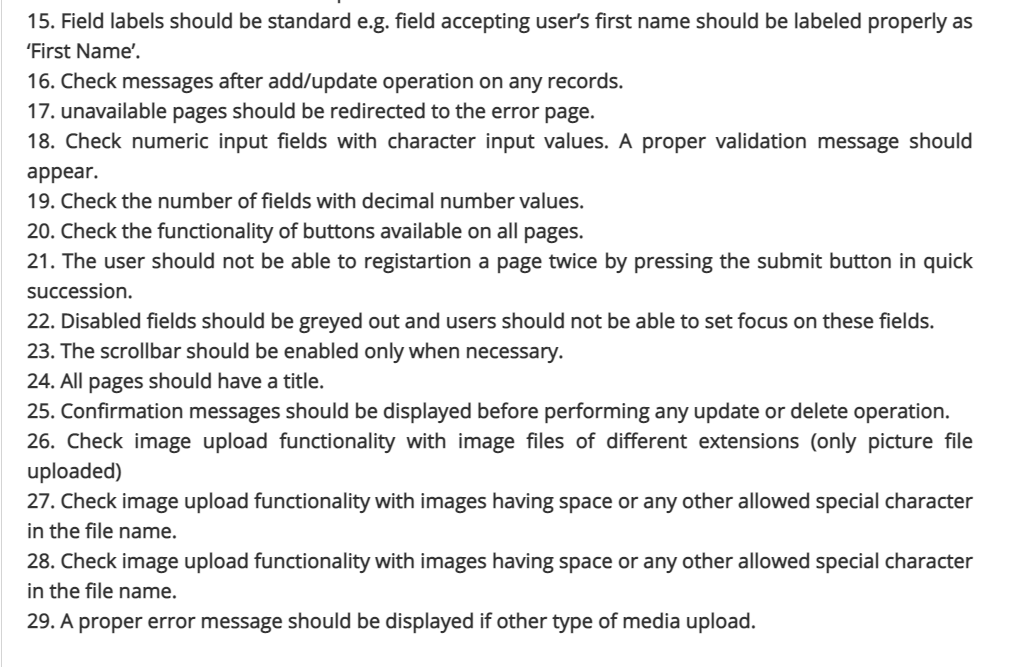 15. Field labels should be standard e.g. field accepting user's first name should be labeled properly as
‘First Name’.
16. Check messages after add/update operation on any records.
17. unavailable pages should be redirected to the error page.
18. Check numeric input fields with character input values. A proper validation message should
appear.
19. Check the number of fields with decimal number values.
20. Check the functionality of buttons available on all pages.
21. The user should not be able to registartion a page twice by pressing the submit button in quick
succession.
22. Disabled fields should be greyed out and users should not be able to set focus on these fields.
23. The scrollbar should be enabled only when necessary.
24. All pages should have a title.
25. Confirmation messages should be displayed before performing any update or delete operation.
26. Check image upload functionality with image files of different extensions (only picture file
uploaded)
27. Check image upload functionality with images having space or any other allowed special character
in the file name.
28. Check image upload functionality with images having space or any other allowed special character
in the file name.
29. A proper error message should be displayed if other type of media upload.